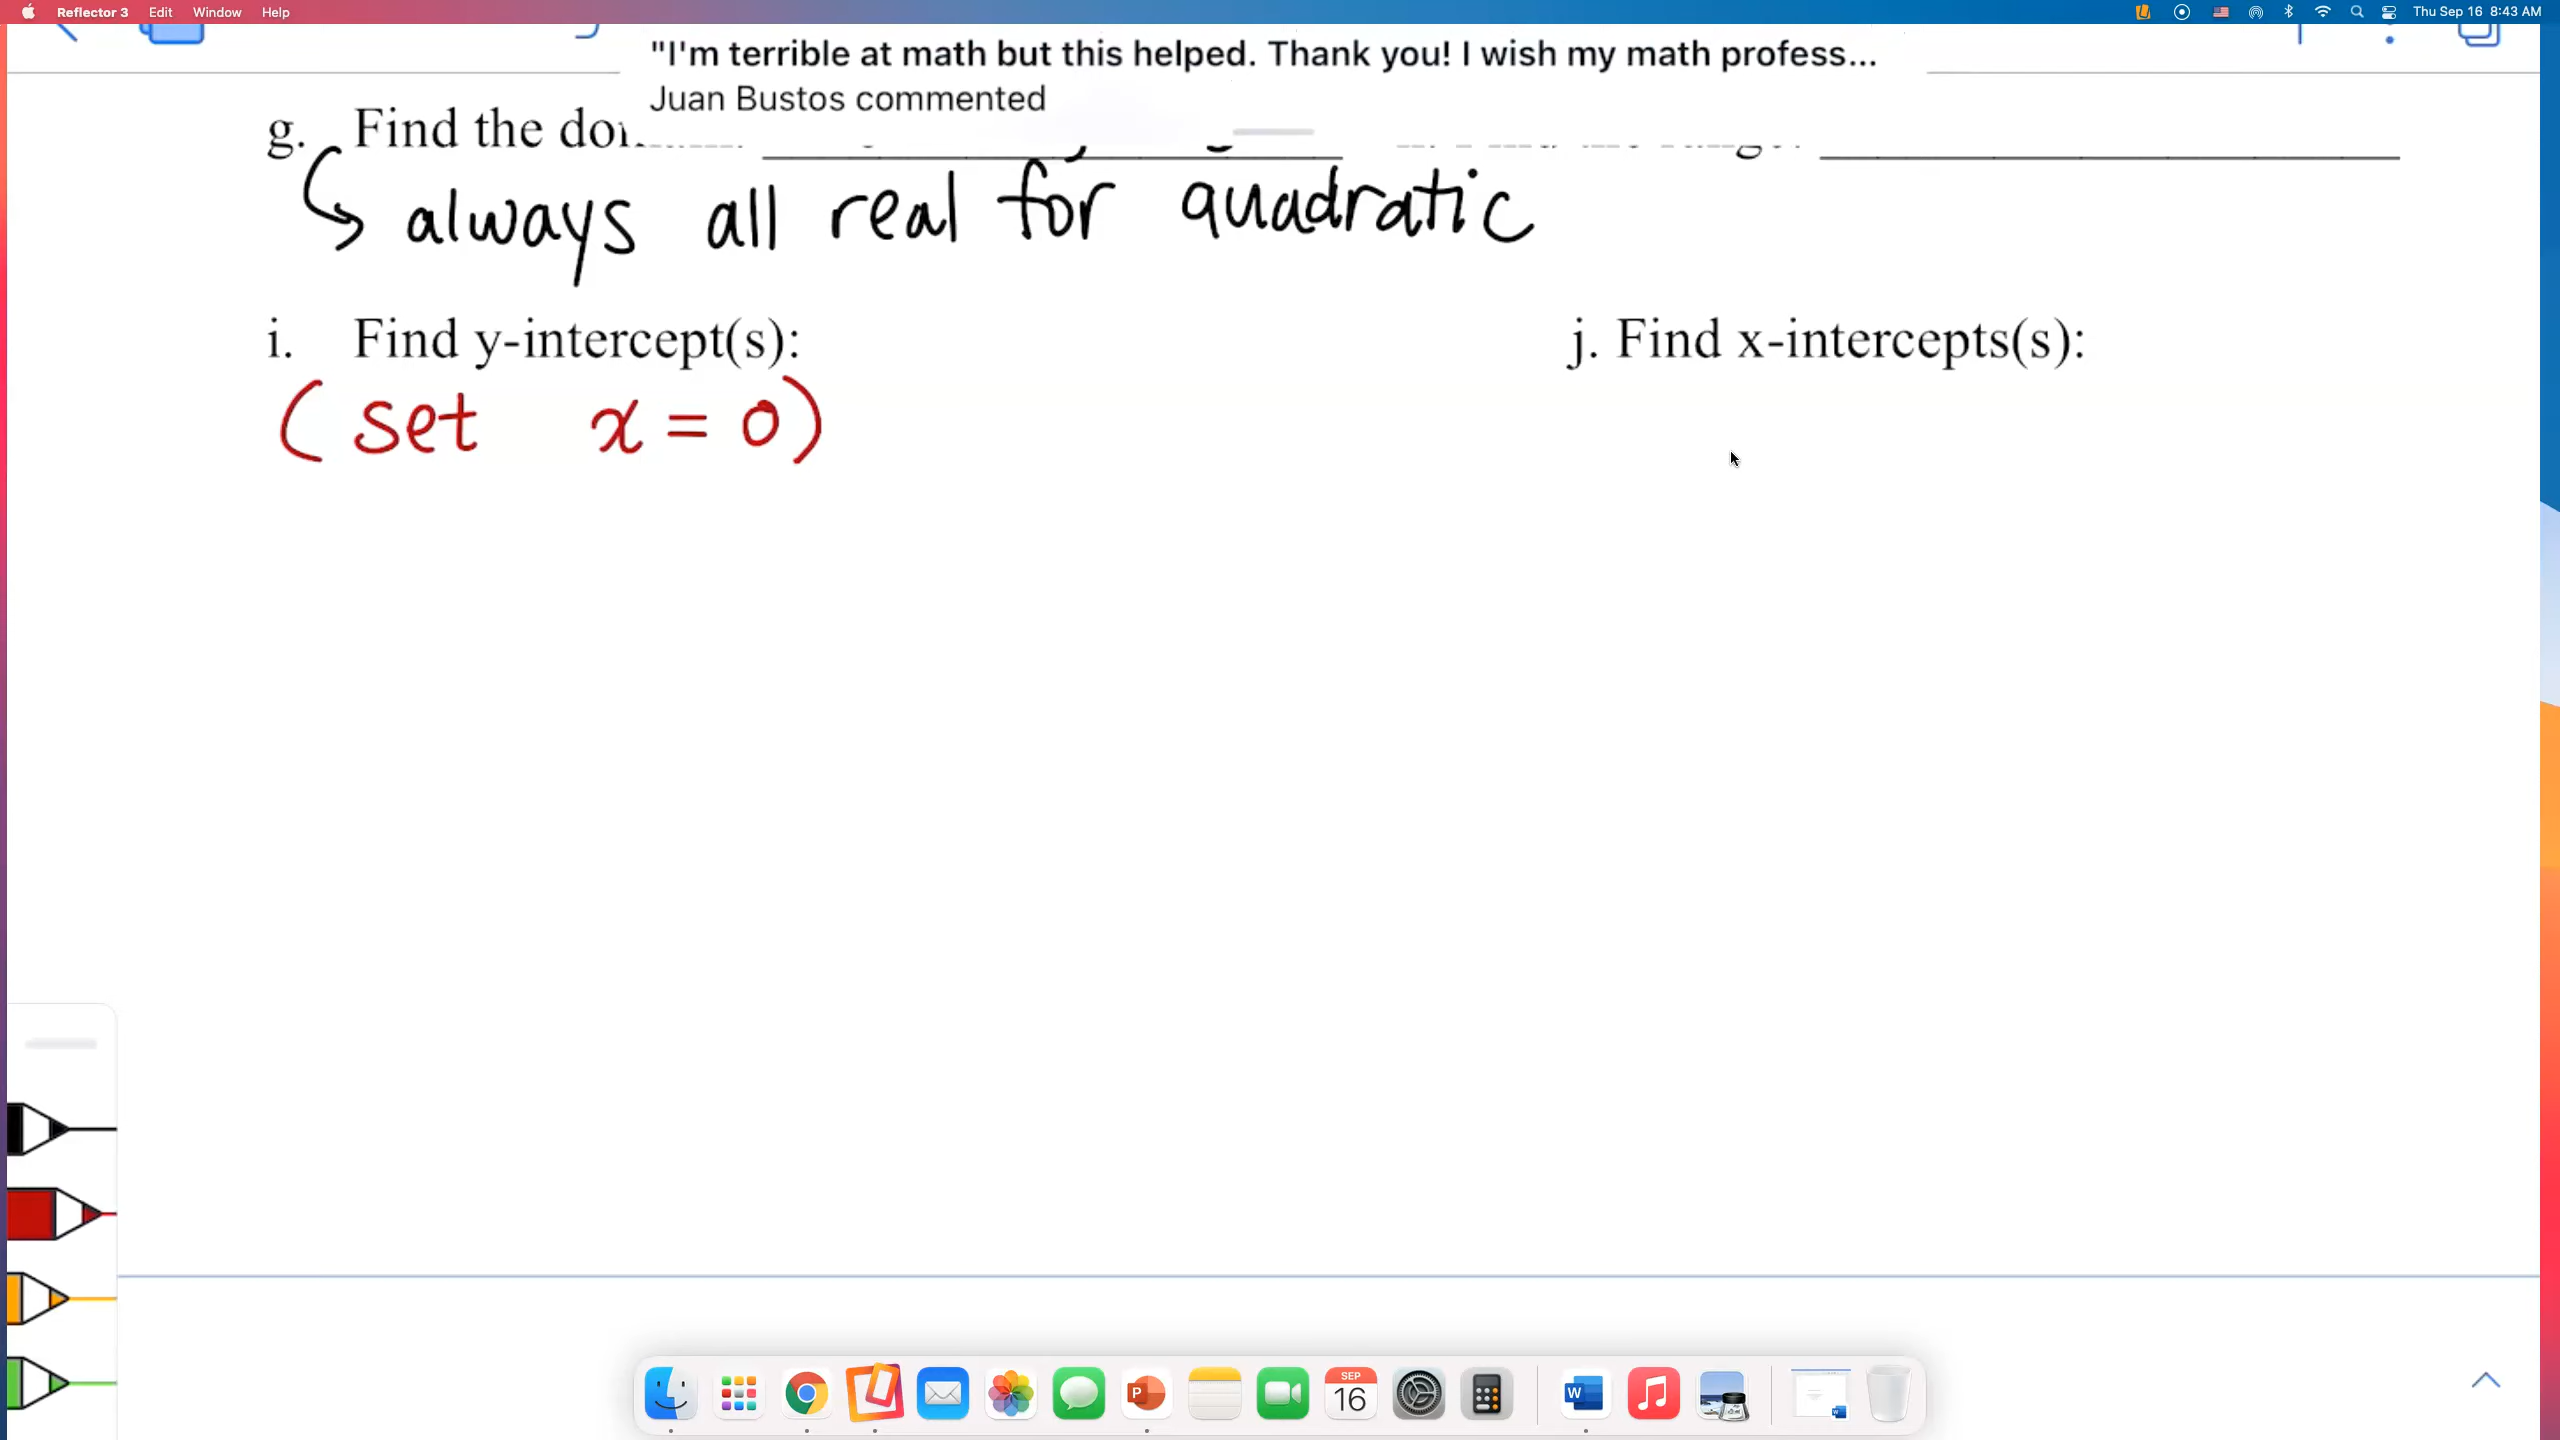 Reflector 3 Edit Window Help Thu Sep 16 8:43 AM
"I'm terrible at math but this helped. Thank you! I wish my math profess...
Juan Bustos commented
g. Find the
always all real for quadratic
i. Find y-intercept(s): j. Find x-intercepts(s):
(set x = 0)
SEP
P 16 W